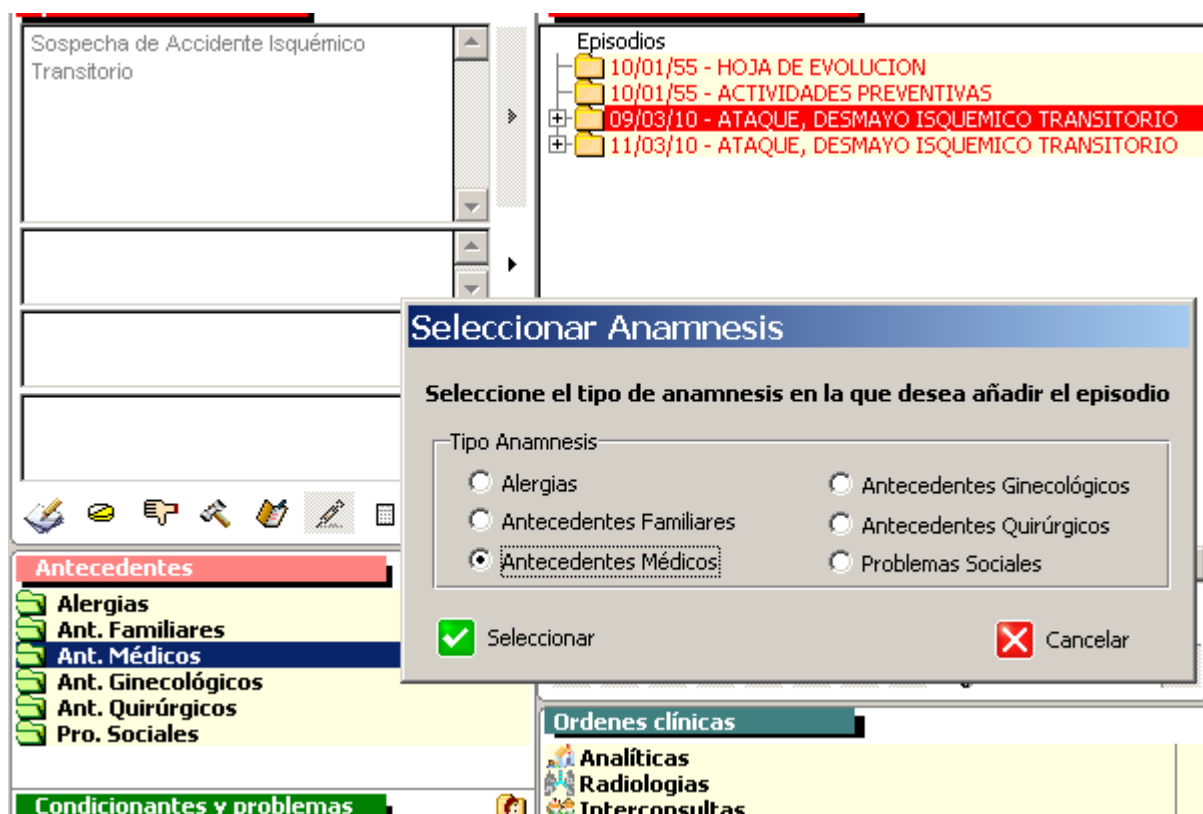 Sospecha de Accidente Isquémico
Transitorio
Episodios
10/01/55 - HOJA DE EVOLUCION
10/01/55 - ACTIVIDADES PREVENTIVAS
09/03/10 - ATAQUE, DESMAYO ISQUEMICO TRANSITORIO
11/03/10 - ATAQUE, DESMAYO ISQUEMICO TRANSITORIO
Seleccionar Anamnesis
Seleccione el tipo de anamnesis en la que desea añadir el episodio
Tipo Anamnesis
Alergias
Antecedentes Familiares
Antecedentes Médicos
Antecedentes Ginecológicos
Antecedentes Quirúrgicos
Problemas Sociales
Seleccionar
Cancelar
Antecedentes
Alergias
Ant. Familiares
Ant. Médicos
Ant. Ginecológicos
Ant. Quirúrgicos
Pro. Sociales
Condicionantes y problemas
Ordenes clínicas
Analíticas
Radiologias
Interconsultas